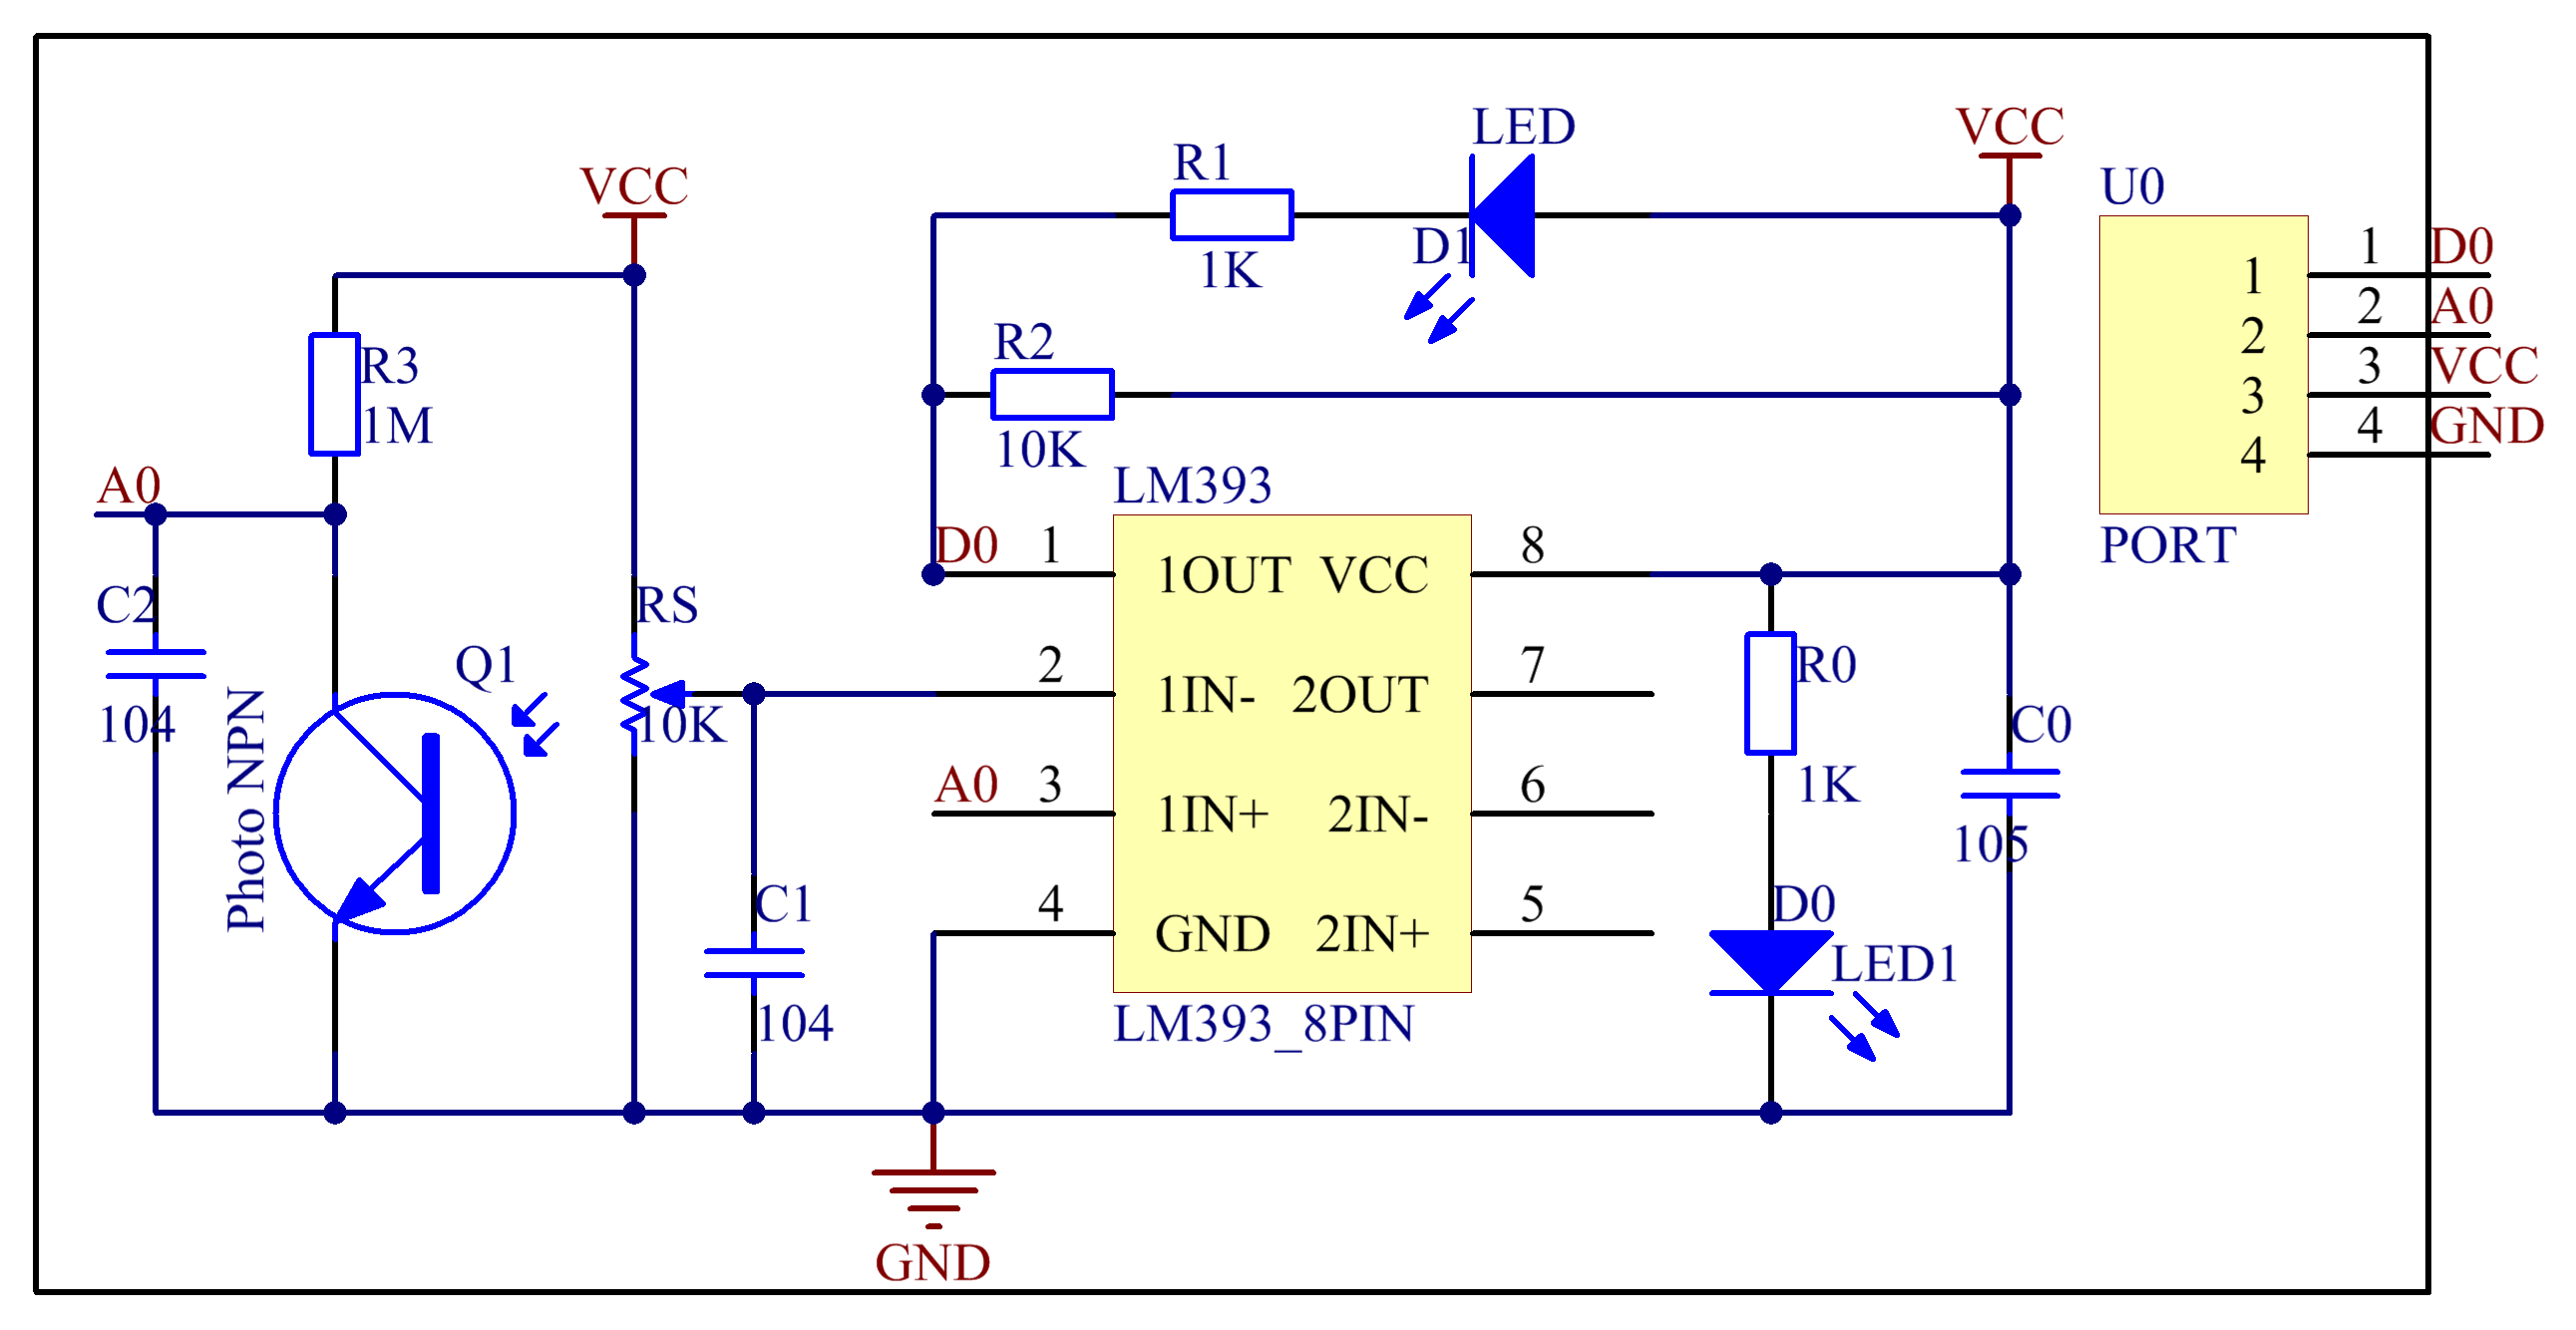 LED
VCC
R1
VCC
U0
D1
1K
1 D0
1
2 A0
2
3 VCC
3
4 GND
4
PORT
R2
10K
R3
1M
A0
LM393
D0 1 1OUT VCC 8
C2
RS
Q1
2 1IN- 2OUT 7
R0
104
10K
C0
Photo NPN
A0 3 1IN+ 2IN- 6
1K
105
C1
4 GND 2IN+ 5
D0
LED1
104
LM393_8PIN
GND